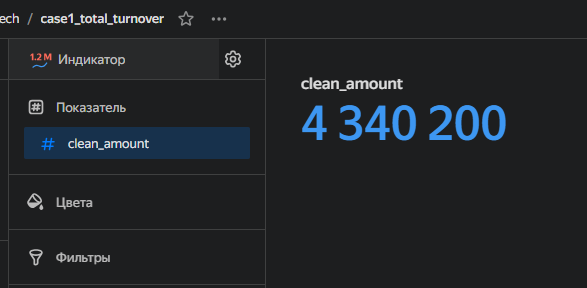 ech / case1_total_turnover
1.2 M Индикатор
Показатель
# clean_amount
Цвета
Фильтры
clean_amount
4 340 200